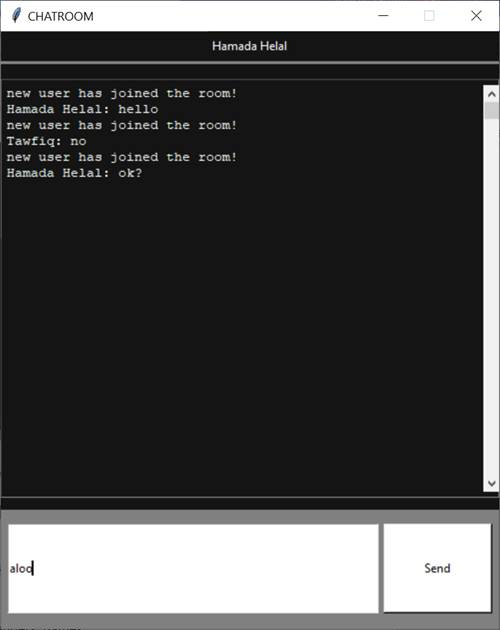 CHATROOM
Hamada Helal
new user has joined the room!
Hamada Helal: hello
new user has joined the room!
Tawfiq: no
new user has joined the room!
Hamada Helal: ok?
aloo
Send